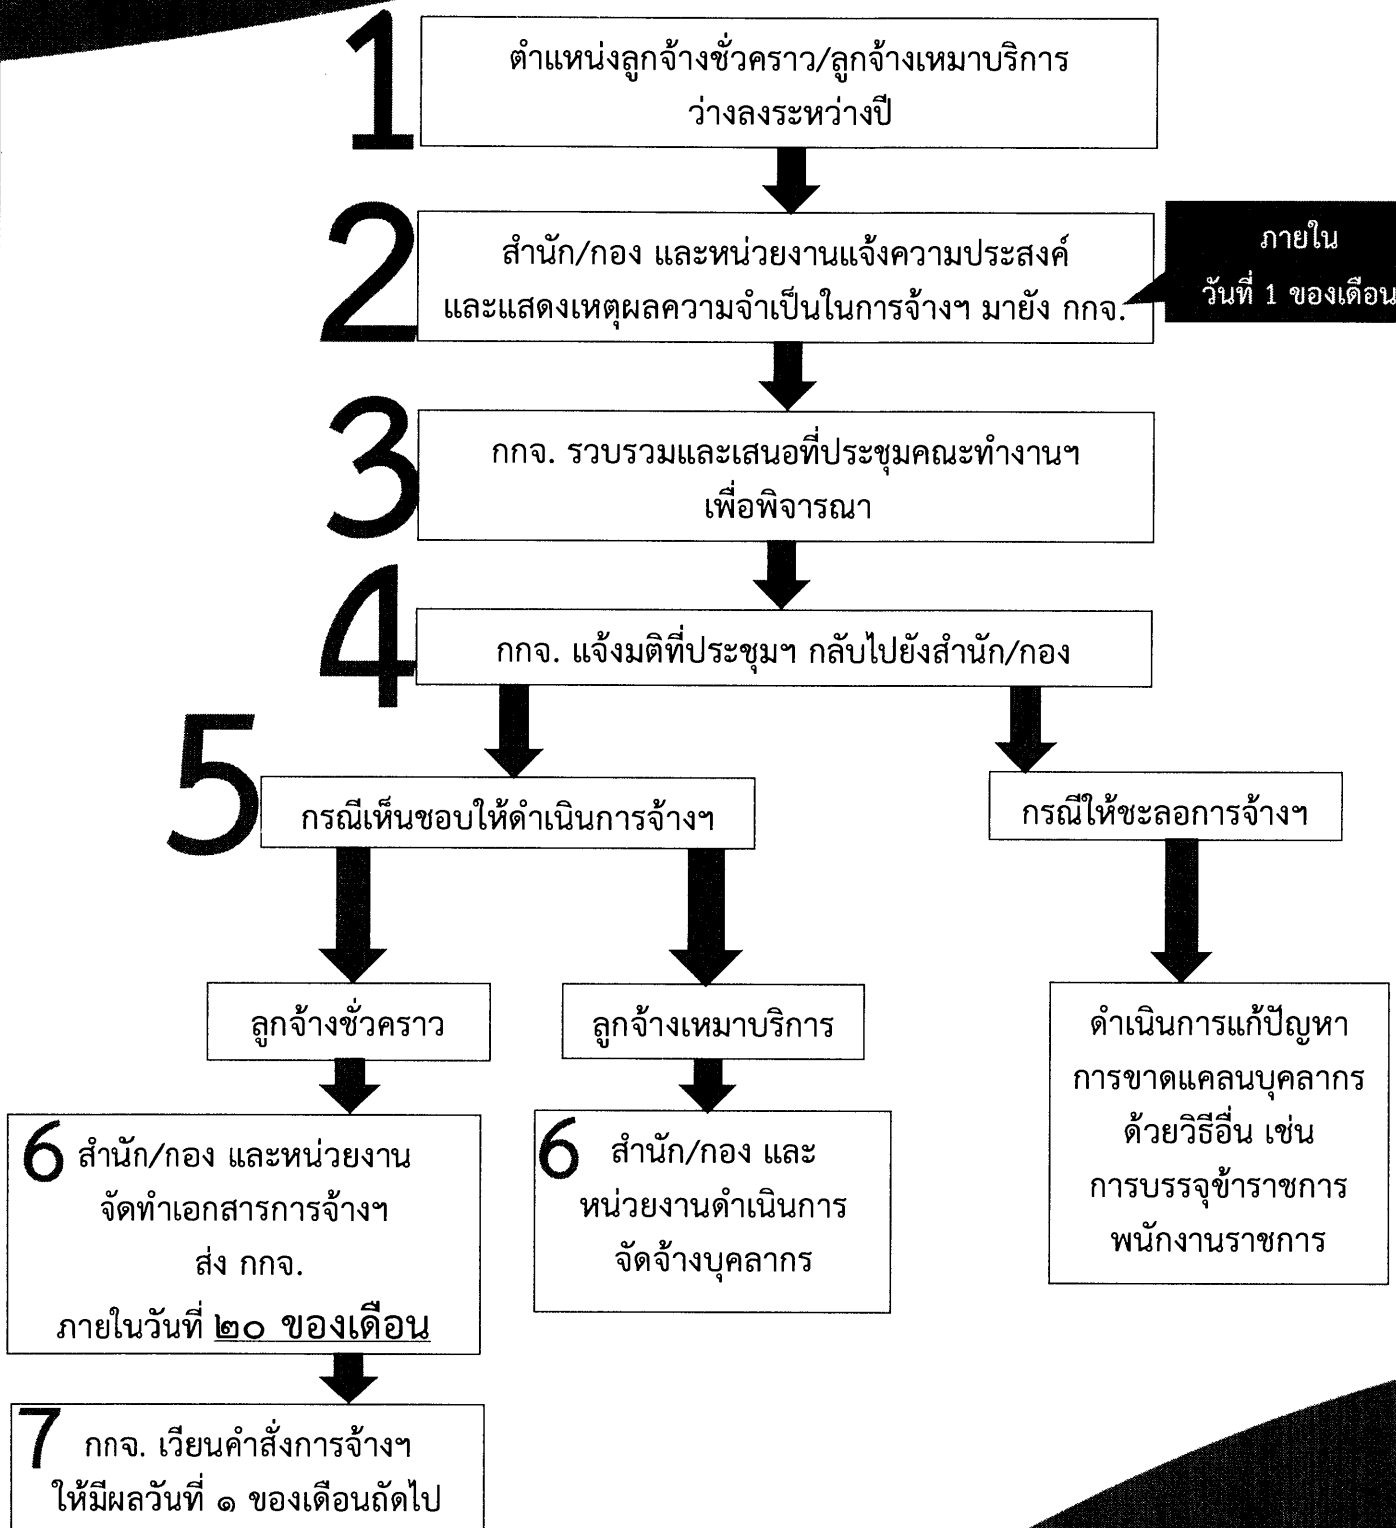 1
ตำแหน่งลูกจ้างชั่วคราว/ลูกจ้างเหมาบริการ
ว่างลงระหว่างปี
2
สำนัก/กอง และหน่วยงานแจ้งความประสงค์
และแสดงเหตุผลความจำเป็นในการจ้างฯ มายัง กกจ.
ภายใน
วันที่ 1 ของเดือน
3
กกจ. รวบรวมและเสนอที่ประชุมคณะทำงานฯ
เพื่อพิจารณา
4
กกจ. แจ้งมติที่ประชุมฯ กลับไปยังสำนัก/กอง
5
กรณีเห็นชอบให้ดำเนินการจ้างฯ
กรณีให้ชะลอการจ้างฯ
ลูกจ้างชั่วคราว
ลูกจ้างเหมาบริการ
ดำเนินการแก้ปัญหา
การขาดแคลนบุคลากร
ด้วยวิธีอื่น เช่น
การบรรจุข้าราชการ
พนักงานราชการ
6 สำนัก/กอง และหน่วยงาน
จัดทำเอกสารการจ้างฯ
ส่ง กกจ.
ภายในวันที่ ๒๐ ของเดือน
6 สำนัก/กอง และ
หน่วยงานดำเนินการ
จัดจ้างบุคลากร
7 กกจ. เวียนคำสั่งการจ้างฯ
ให้มีผลวันที่ ๑ ของเดือนถัดไป